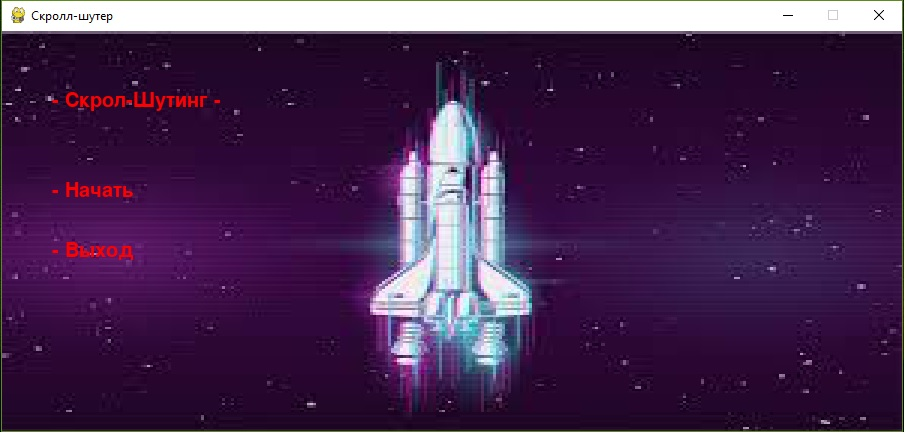 Скролл-шутер
- Скрол-Шутинг -
- Начать
- Выход